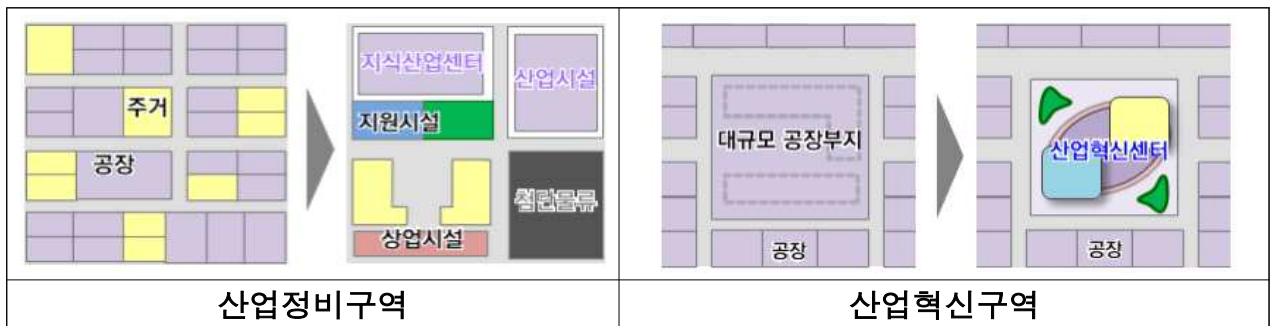 주거
공장
지식산업센터
산업시설
지원시설
상업시설
첨단물류
대규모 공장부지
공장
산업혁신센터
공장
산업정비구역
산업혁신구역